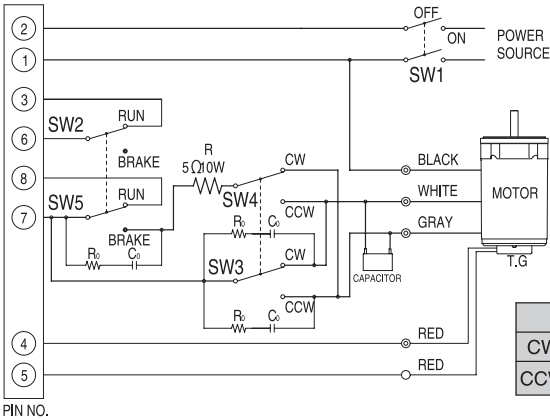 2
OFF
ON
POWER
SOURCE
1
SW1
3
RUN
SW2
6
R
5Ω10W
CW
BLACK
BRAKE
8
SW4
RUN
WHITE
MOTOR
SW5
CCW
7
R₀
C₀
GRAY
BRAKE
CW
R₀
C₀
SW3
CAPACITOR
T.G
CCW
R₀
C₀
4
RED
CW
5
RED
CCW
PIN NO.